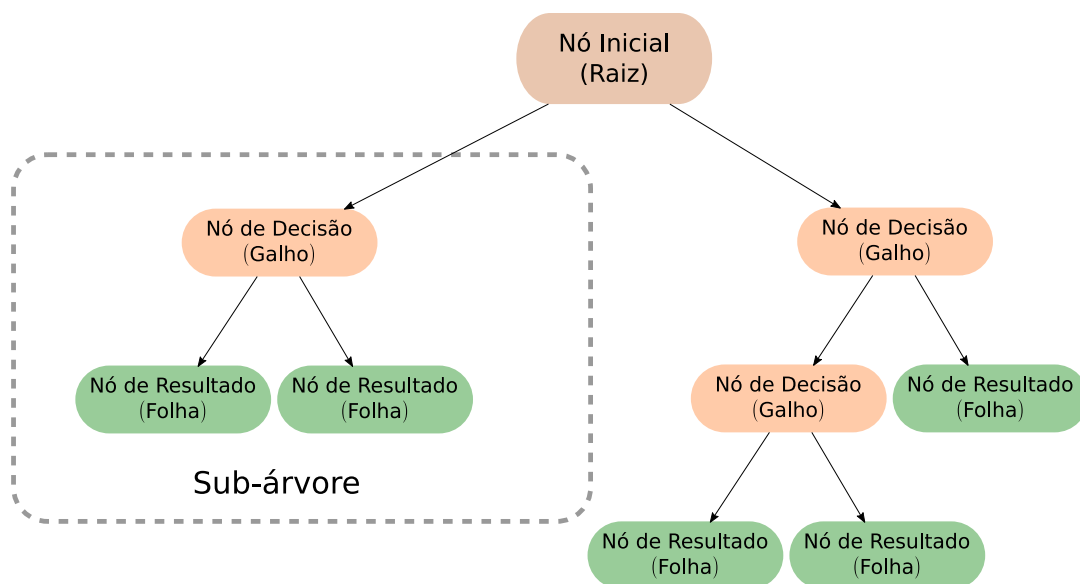 Nó Inicial
(Raiz)
Nó de Decisão
(Galho)
Nó de Decisão
(Galho)
Nó de Resultado
(Folha)
Nó de Resultado
(Folha)
Nó de Decisão
(Galho)
Nó de Resultado
(Folha)
Sub-árvore
Nó de Resultado
(Folha)
Nó de Resultado
(Folha)